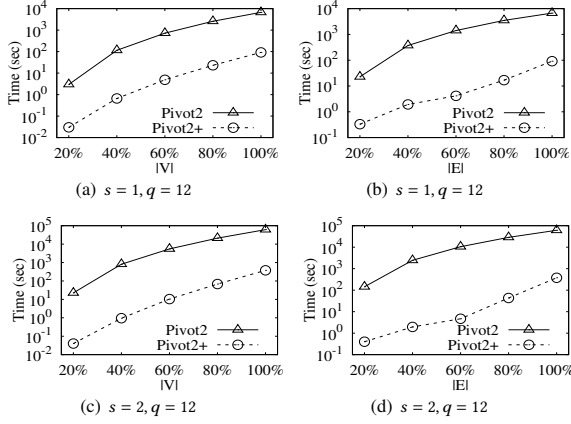 10^4
10^3
10^2
10^1
10^0
10^-1
10^-2
Time (sec)
Pivot2
Pivot2+
20% 40% 60% 80% 100%
|V|
(a) s = 1, q = 12
10^4
10^3
10^2
10^1
10^0
10^-1
Time (sec)
Pivot2
Pivot2+
20% 40% 60% 80% 100%
|E|
(b) s = 1, q = 12
10^5
10^4
10^3
10^2
10^1
10^0
10^-1
10^-2
Time (sec)
Pivot2
Pivot2+
20% 40% 60% 80% 100%
|V|
(c) s = 2, q = 12
10^5
10^4
10^3
10^2
10^1
10^0
10^-1
Time (sec)
Pivot2
Pivot2+
20% 40% 60% 80% 100%
|E|
(d) s = 2, q = 12